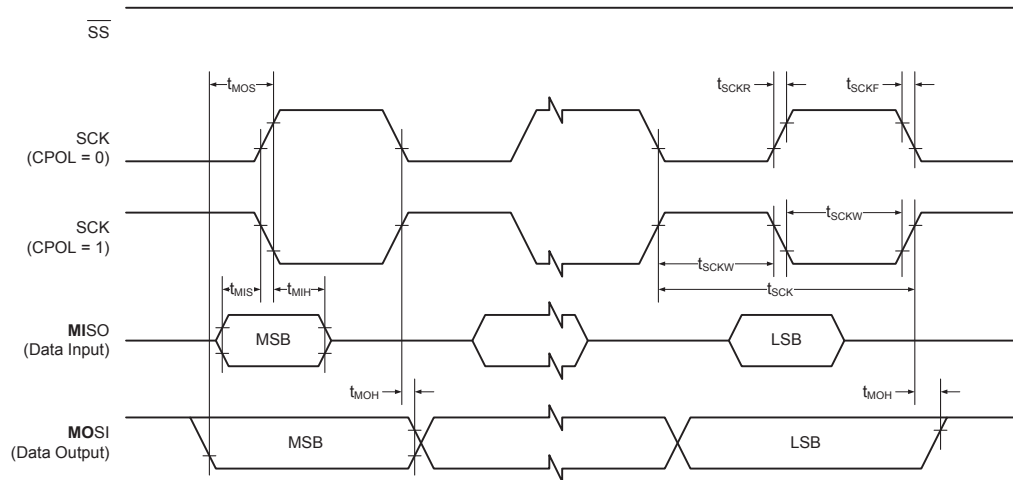 SS
tMOS
tSCKR
tSCKF
SCK
(CPOL = 0)
SCK
(CPOL = 1)
tSCKW
tSCKW
tSCK
tMIS
tMIH
MISO
(Data Input)
MSB
LSB
tMOH
tMOH
MOSI
(Data Output)
MSB
LSB